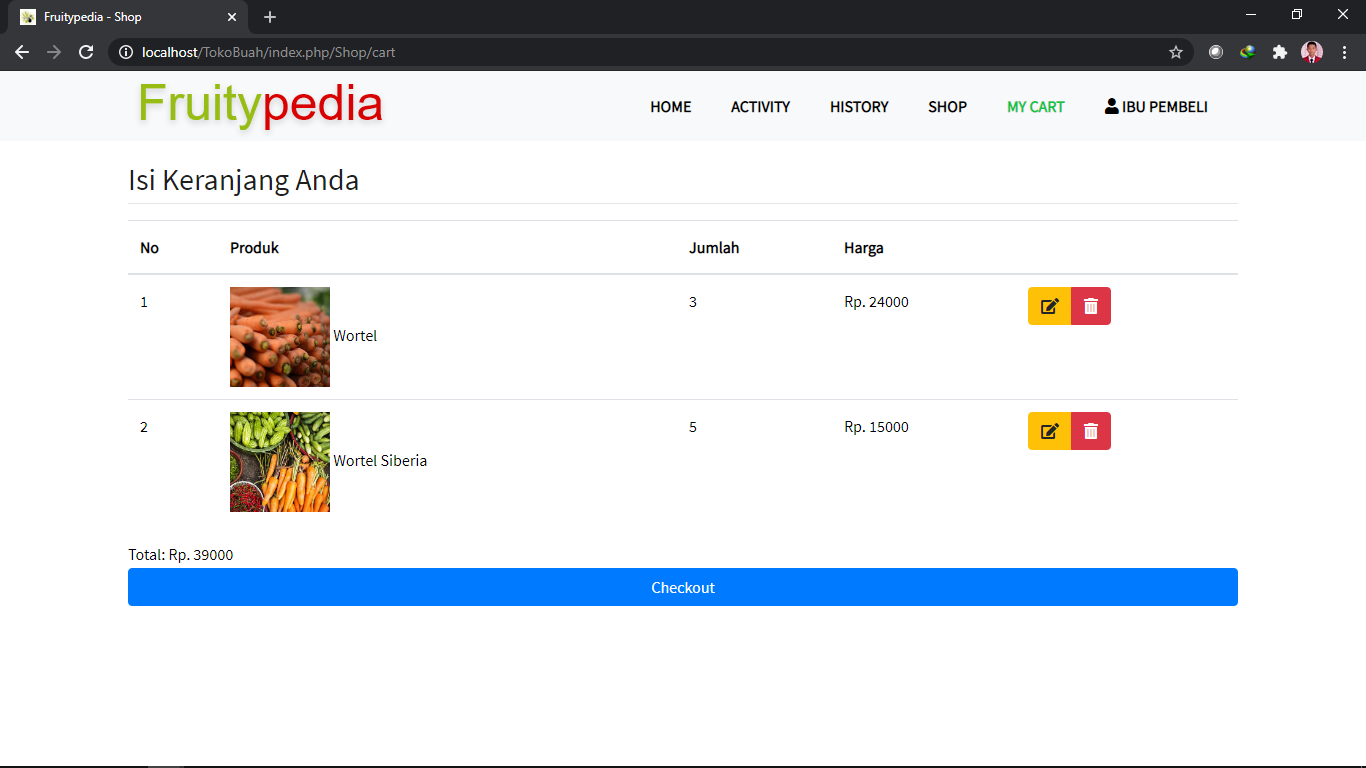 Fruitypedia - Shop
localhost/TokoBuah/index.php/Shop/cart
Fruitypedia
HOME ACTIVITY HISTORY SHOP MY CART IBU PEMBELI
Isi Keranjang Anda
No Produk Jumlah Harga
1 Wortel 3 Rp. 24000
2 Wortel Siberia 5 Rp. 15000
Total: Rp. 39000
Checkout